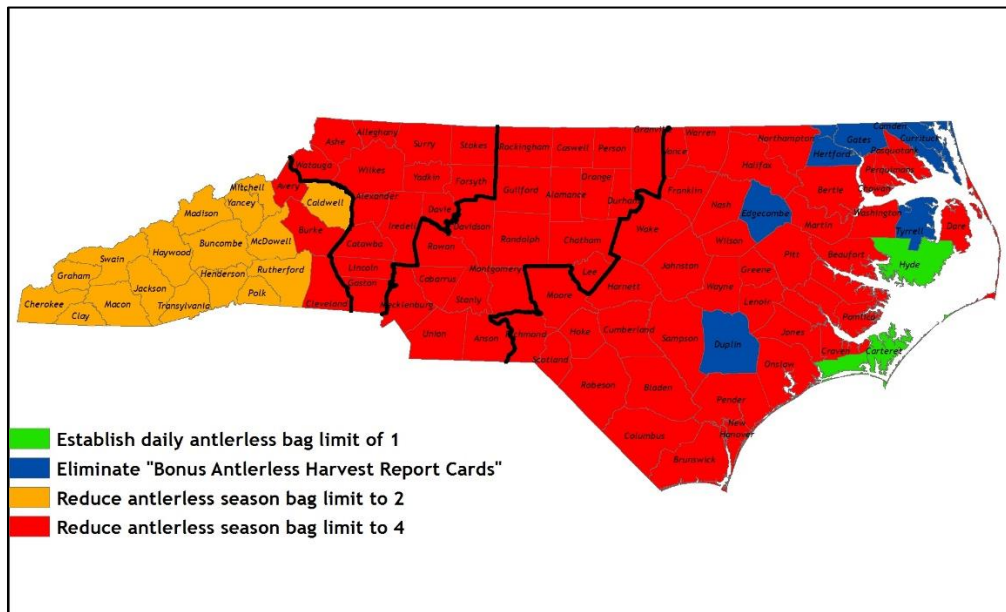 Alleghany
Ashe
Surry
Stokes
Rockingham
Caswell
Person
Granville
Vance
Warren
Northampton
Hertford
Gates
Camden
Currituck
Pasquotank
Perquimans
Chowan
Watauga
Wilkes
Yadkin
Forsyth
Guilford
Alamance
Orange
Durham
Franklin
Halifax
Bertie
Mitchell
Avery
Yancey
Caldwell
Alexander
Iredell
Davie
Davidson
Randolph
Chatham
Wake
Nash
Edgecombe
Martin
Washington
Tyrrell
Dare
Madison
Buncombe
McDowell
Burke
Catawba
Rowan
Wilson
Pitt
Beaufort
Hyde
Haywood
Swain
Graham
Henderson
Rutherford
Lincoln
Gaston
Cabarrus
Montgomery
Lee
Harnett
Johnston
Wayne
Greene
Lenoir
Pamlico
Cherokee
Clay
Macon
Jackson
Transylvania
Polk
Cleveland
Mecklenburg
Stanly
Moore
Union
Anson
Richmond
Scotland
Hoke
Cumberland
Sampson
Duplin
Jones
Craven
Carteret
Onslow
Robeson
Bladen
Pender
New
Hanover
Columbus
Brunswick
Establish daily antlerless bag limit of 1
Eliminate "Bonus Antlerless Harvest Report Cards"
Reduce antlerless season bag limit to 2
Reduce antlerless season bag limit to 4